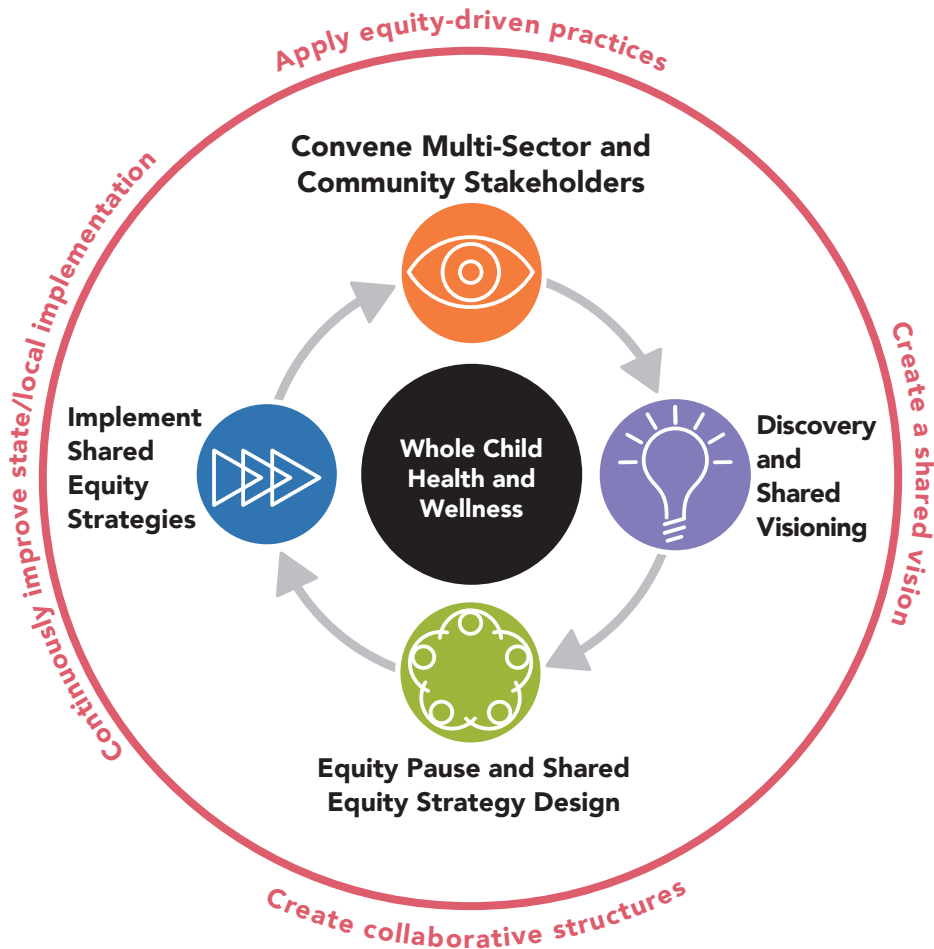 Apply equity-driven practices
Convene Multi-Sector and
Community Stakeholders
Continuously improve state/local implementation
Create a shared vision
Implement
Shared
Equity
Strategies
Whole Child
Health and
Wellness
Discovery
and
Shared
Visioning
Equity Pause and Shared
Equity Strategy Design
Create collaborative structures